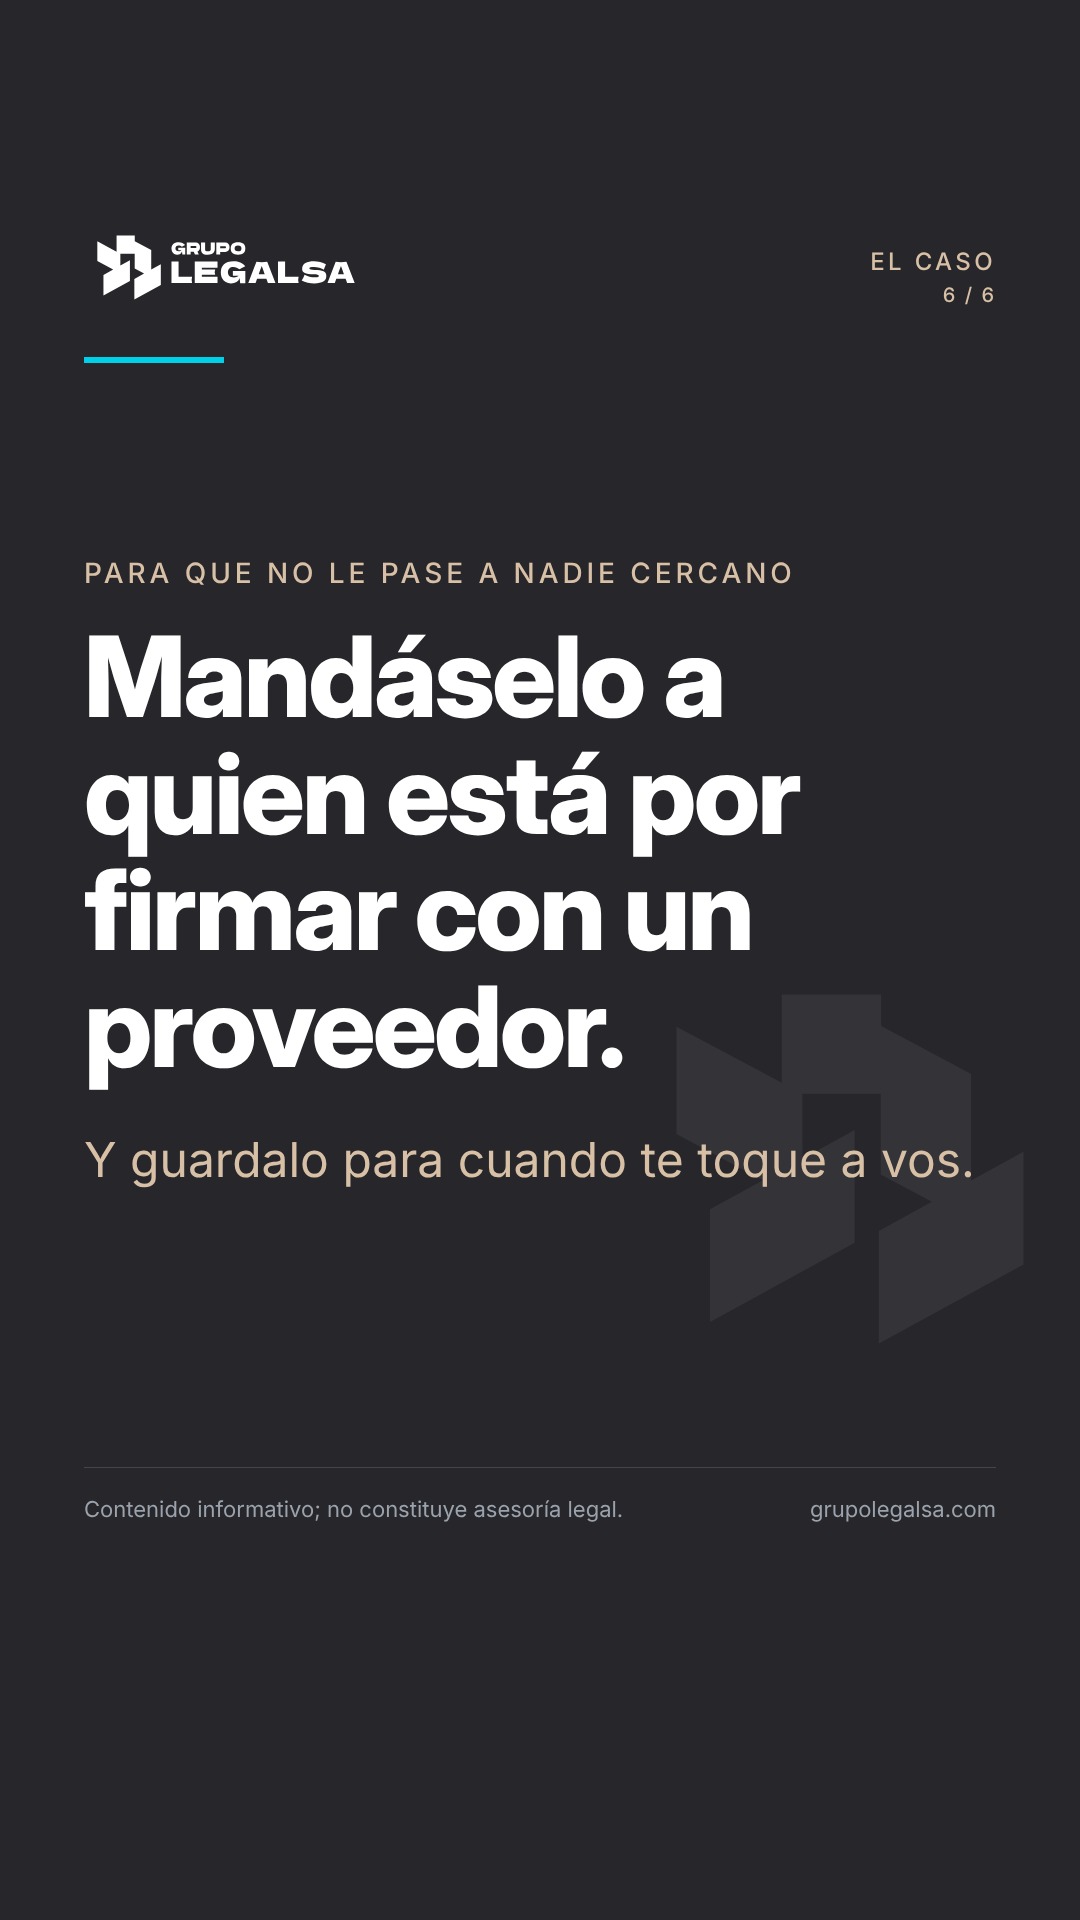 GRUPO
LEGALSA
EL CASO
6 / 6
PARA QUE NO LE PASE A NADIE CERCANO
Mandáselo a
quien está por
firmar con un
proveedor.
Y guardalo para cuando te toque a vos.
Contenido informativo; no constituye asesoría legal.
grupolegalsa.com